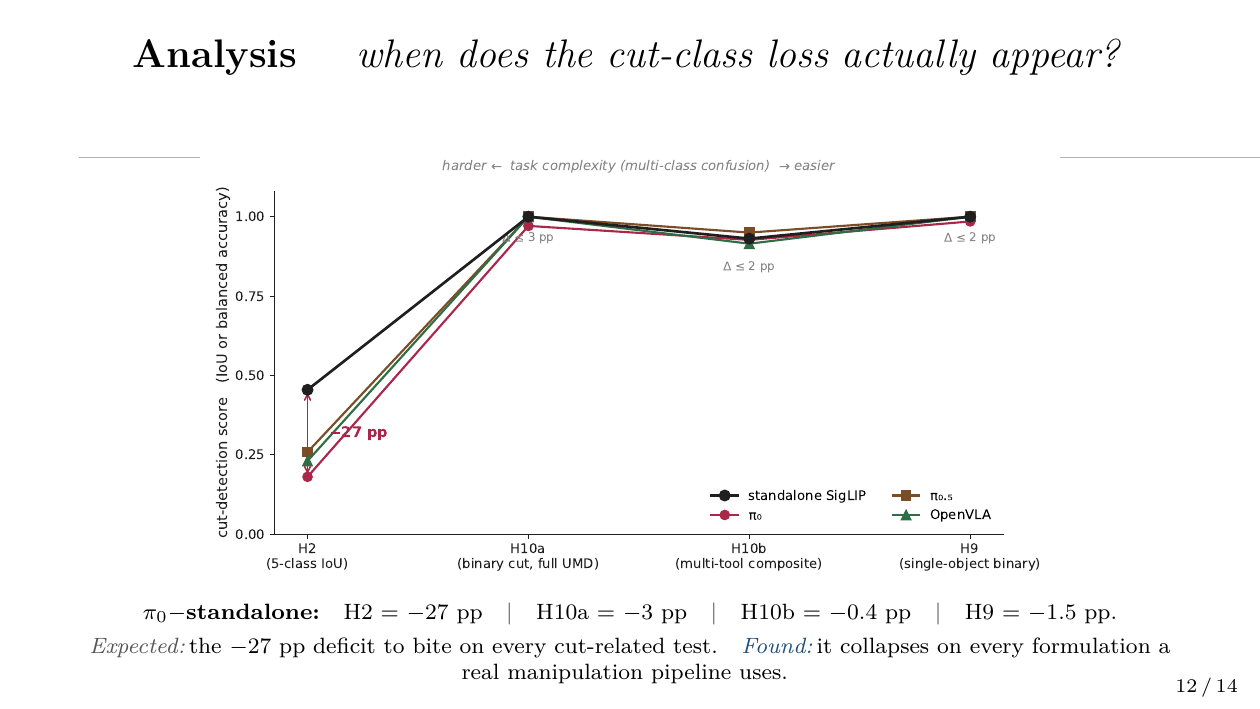 Analysis when does the cut-class loss actually appear?
harder ← task complexity (multi-class confusion) → easier
cut-detection score (IoU or balanced accuracy)
1.00
0.75
0.50
0.25
0.00
Δ ≤ 3 pp
Δ ≤ 2 pp
Δ ≤ 2 pp
−27 pp
standalone SigLIP
π₀
π₀.₅
OpenVLA
H2
(5-class IoU)
H10a
(binary cut, full UMD)
H10b
(multi-tool composite)
H9
(single-object binary)
π₀−standalone: H2 = −27 pp | H10a = −3 pp | H10b = −0.4 pp | H9 = −1.5 pp.
Expected: the −27 pp deficit to bite on every cut-related test. Found: it collapses on every formulation a
real manipulation pipeline uses.
12 / 14